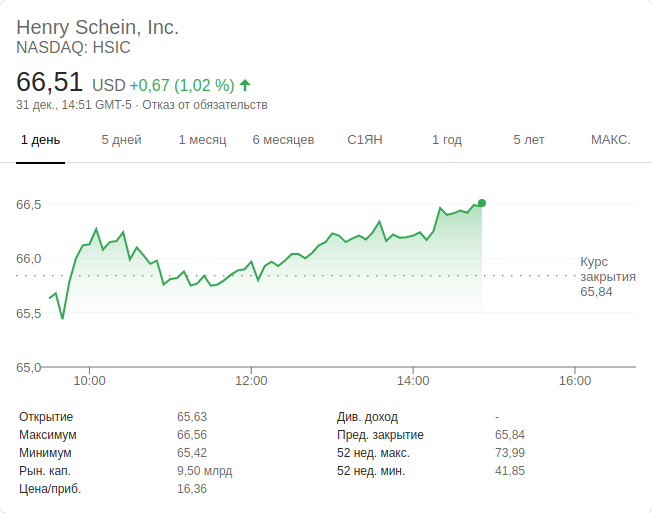 Henry Schein, Inc.
NASDAQ: HSIC
66,51 USD +0,67 (1,02 %)
31 дек., 14:51 GMT-5 · Отказ от обязательств
1 день 5 дней 1 месяц 6 месяцев С1ЯН 1 год 5 лет МАКС.
66,5
66,0
Курс
закрытия
65,84
65,5
65,0
10:00 12:00 14:00 16:00
Открытие 65,63 Див. доход -
Максимум 66,56 Пред. закрытие 65,84
Минимум 65,42 52 нед. макс. 73,99
Рын. кап. 9,50 млрд 52 нед. мин. 41,85
Цена/приб. 16,36